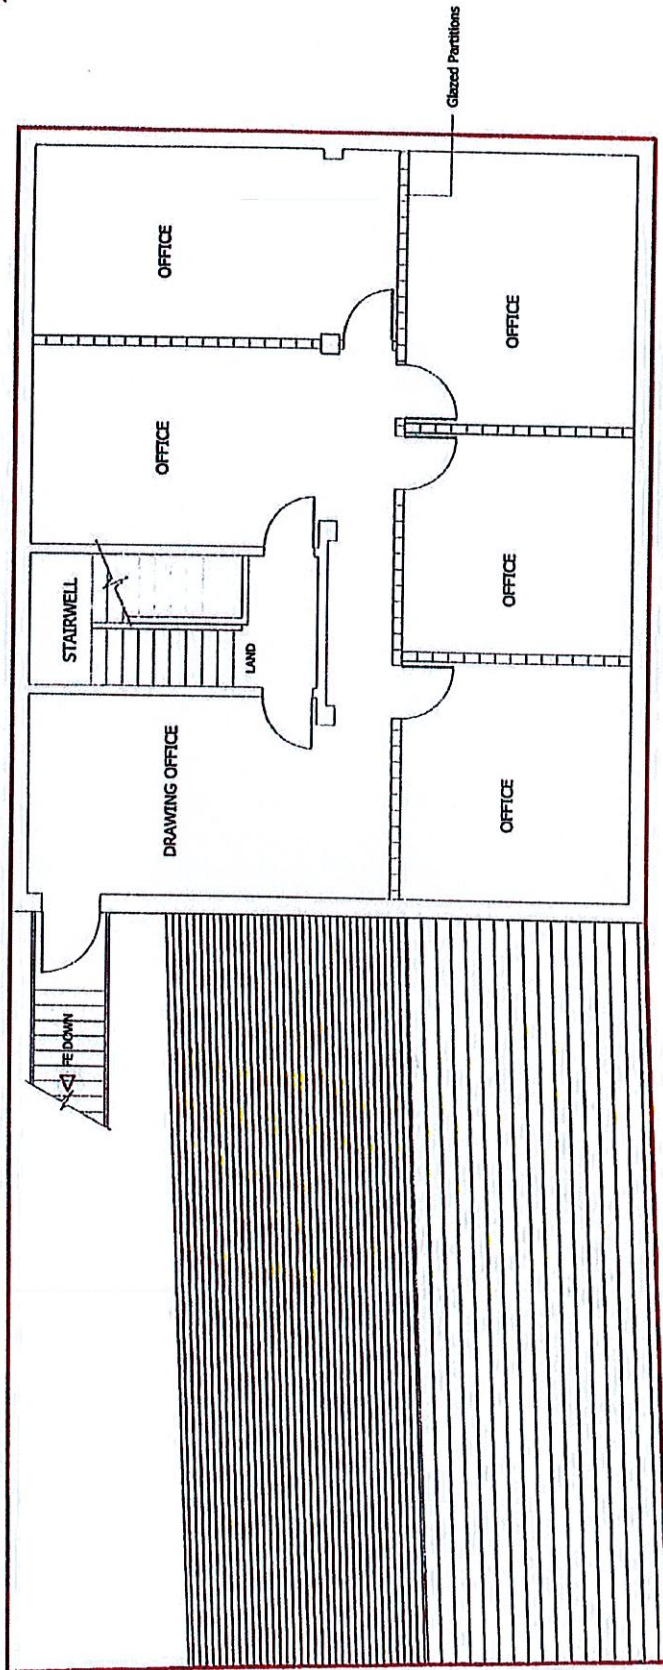 Glazed Partitions
OFFICE
OFFICE
OFFICE
OFFICE
STAIRWELL
LAND
OFFICE
DRAWING OFFICE
OFFICE
FE DOWN